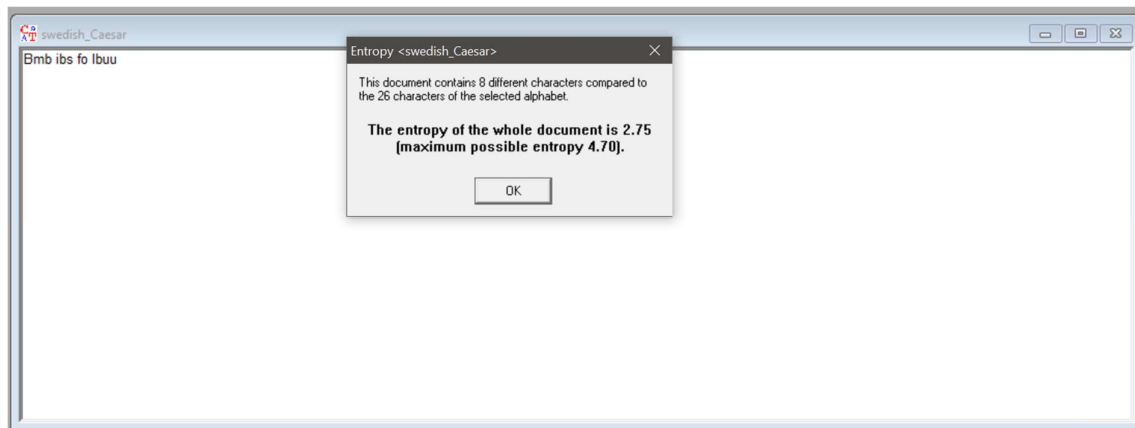 swedish_Caesar
Bmb ibs fo lbuu
Entropy <swedish_Caesar>
This document contains 8 different characters compared to
the 26 characters of the selected alphabet.
The entropy of the whole document is 2.75
(maximum possible entropy 4.70).
OK